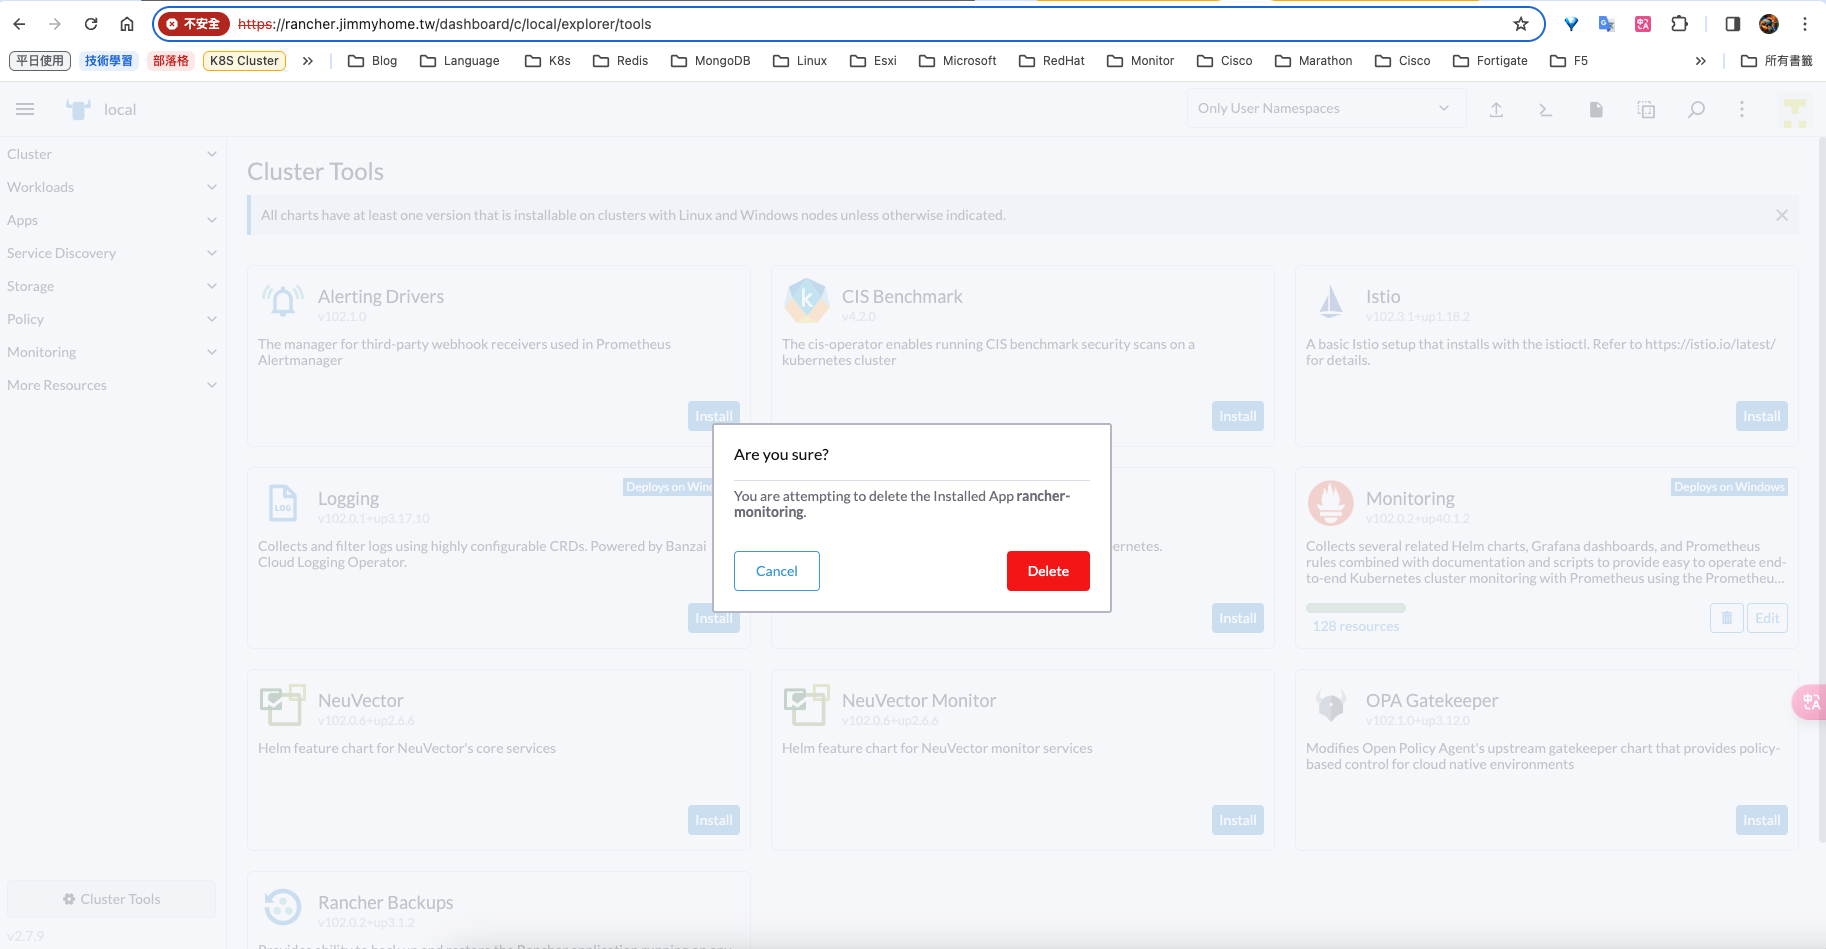 不安全 https://rancher.jimmyhome.tw/dashboard/c/local/explorer/tools
平日使用 技術學習 部落格 K8S Cluster » Blog Language K8s Redis MongoDB Linux Esxi Microsoft RedHat Monitor Cisco Marathon Cisco Fortigate F5 » 所有書籤
local Only User Namespaces
Cluster
Workloads
Apps
Service Discovery
Storage
Policy
Monitoring
More Resources
Cluster Tools
v2.7.9
Cluster Tools
All charts have at least one version that is installable on clusters with Linux and Windows nodes unless otherwise indicated.
Alerting Drivers
v102.1.0
The manager for third-party webhook receivers used in Prometheus
Alertmanager
Install
CIS Benchmark
v4.2.0
The cis-operator enables running CIS benchmark security scans on a
kubernetes cluster
Install
Istio
v102.3.1+up1.18.2
A basic Istio setup that installs with the istioctl. Refer to https://istio.io/latest/
for details.
Install
Deploys on Wind
LOG
Logging
v102.0.1+up3.17.10
Collects and filter logs using highly configurable CRDs. Powered by Banzai
Cloud Logging Operator.
Install
ernetes.
Install
Deploys on Windows
Monitoring
v102.0.2+up40.1.2
Collects several related Helm charts, Grafana dashboards, and Prometheus
rules combined with documentation and scripts to provide easy to operate end-
to-end Kubernetes cluster monitoring with Prometheus using the Prometheu...
128 resources
Edit
Are you sure?
You are attempting to delete the Installed App rancher-
monitoring.
Cancel Delete
NeuVector
v102.0.6+up2.6.6
Helm feature chart for NeuVector's core services
Install
NeuVector Monitor
v102.0.6+up2.6.6
Helm feature chart for NeuVector monitor services
Install
OPA Gatekeeper
v102.1.0+up3.12.0
Modifies Open Policy Agent's upstream gatekeeper chart that provides policy-
based control for cloud native environments
Install
Rancher Backups
v102.0.2+up3.1.2